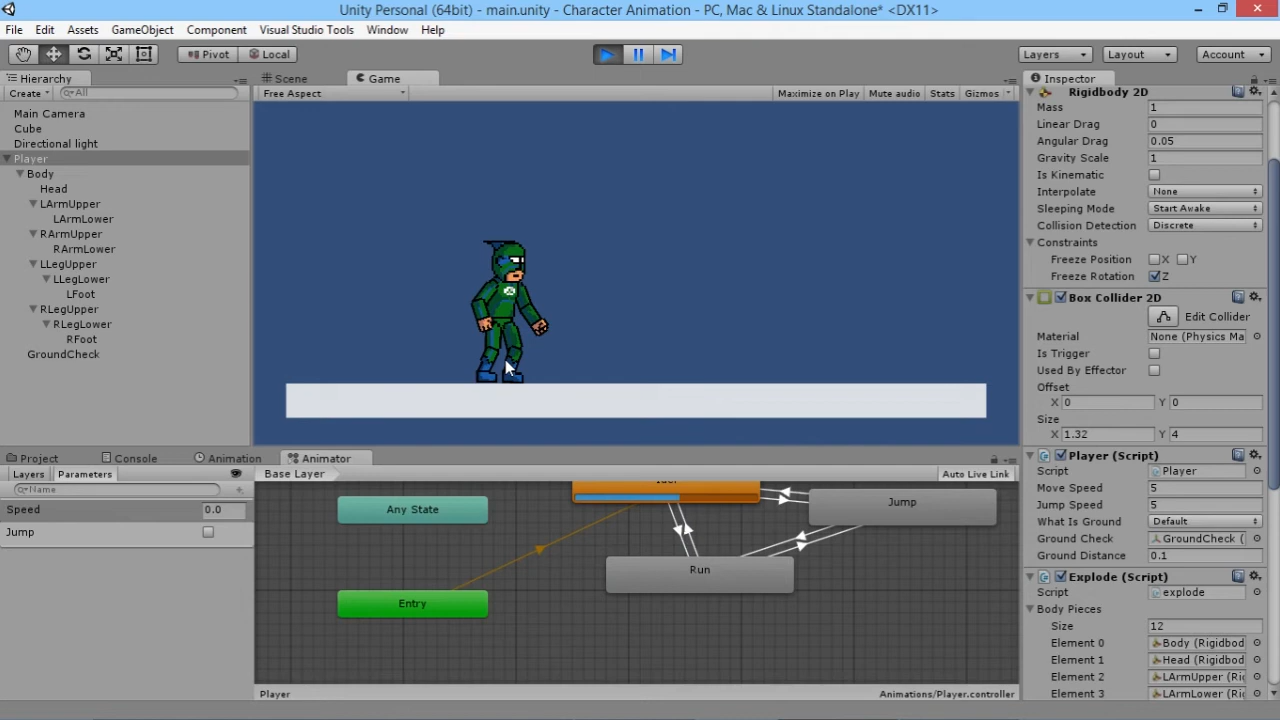 Unity Personal (64bit) - main.unity - Character Animation - PC, Mac & Linux Standalone* <DX11>
File Edit Assets GameObject Component Visual Studio Tools Window Help
Pivot Local Layers Layout Account
Hierarchy
Create All
Main Camera
Cube
Directional light
Player
Body
Head
LArmUpper
LArmLower
RArmUpper
RArmLower
LLegUpper
LLegLower
LFoot
RLegUpper
RLegLower
RFoot
GroundCheck
Scene Game
Free Aspect Maximize on Play Mute audio Stats Gizmos
Inspector
Rigidbody 2D
Mass 1
Linear Drag 0
Angular Drag 0.05
Gravity Scale 1
Is Kinematic
Interpolate None
Sleeping Mode Start Awake
Collision Detection Discrete
Constraints
Freeze Position X Y
Freeze Rotation Z
Box Collider 2D
Edit Collider
Material None (Physics Ma
Is Trigger
Used By Effector
Offset
X 0 Y 0
Size
X 1.32 Y 4
Player (Script)
Script Player
Move Speed 5
Jump Speed 5
What Is Ground Default
Ground Check GroundCheck (
Ground Distance 0.1
Explode (Script)
Script explode
Body Pieces
Size 12
Element 0 Body (Rigidbod
Element 1 Head (Rigidbod
Element 2 LArmUpper (Ri
Element 3 LArmLower (Ri
Project Console Animation Animator
Layers Parameters
Name
Speed 0.0
Jump
Base Layer Auto Live Link
Any State
Jump
Run
Entry
Player Animations/Player.controller